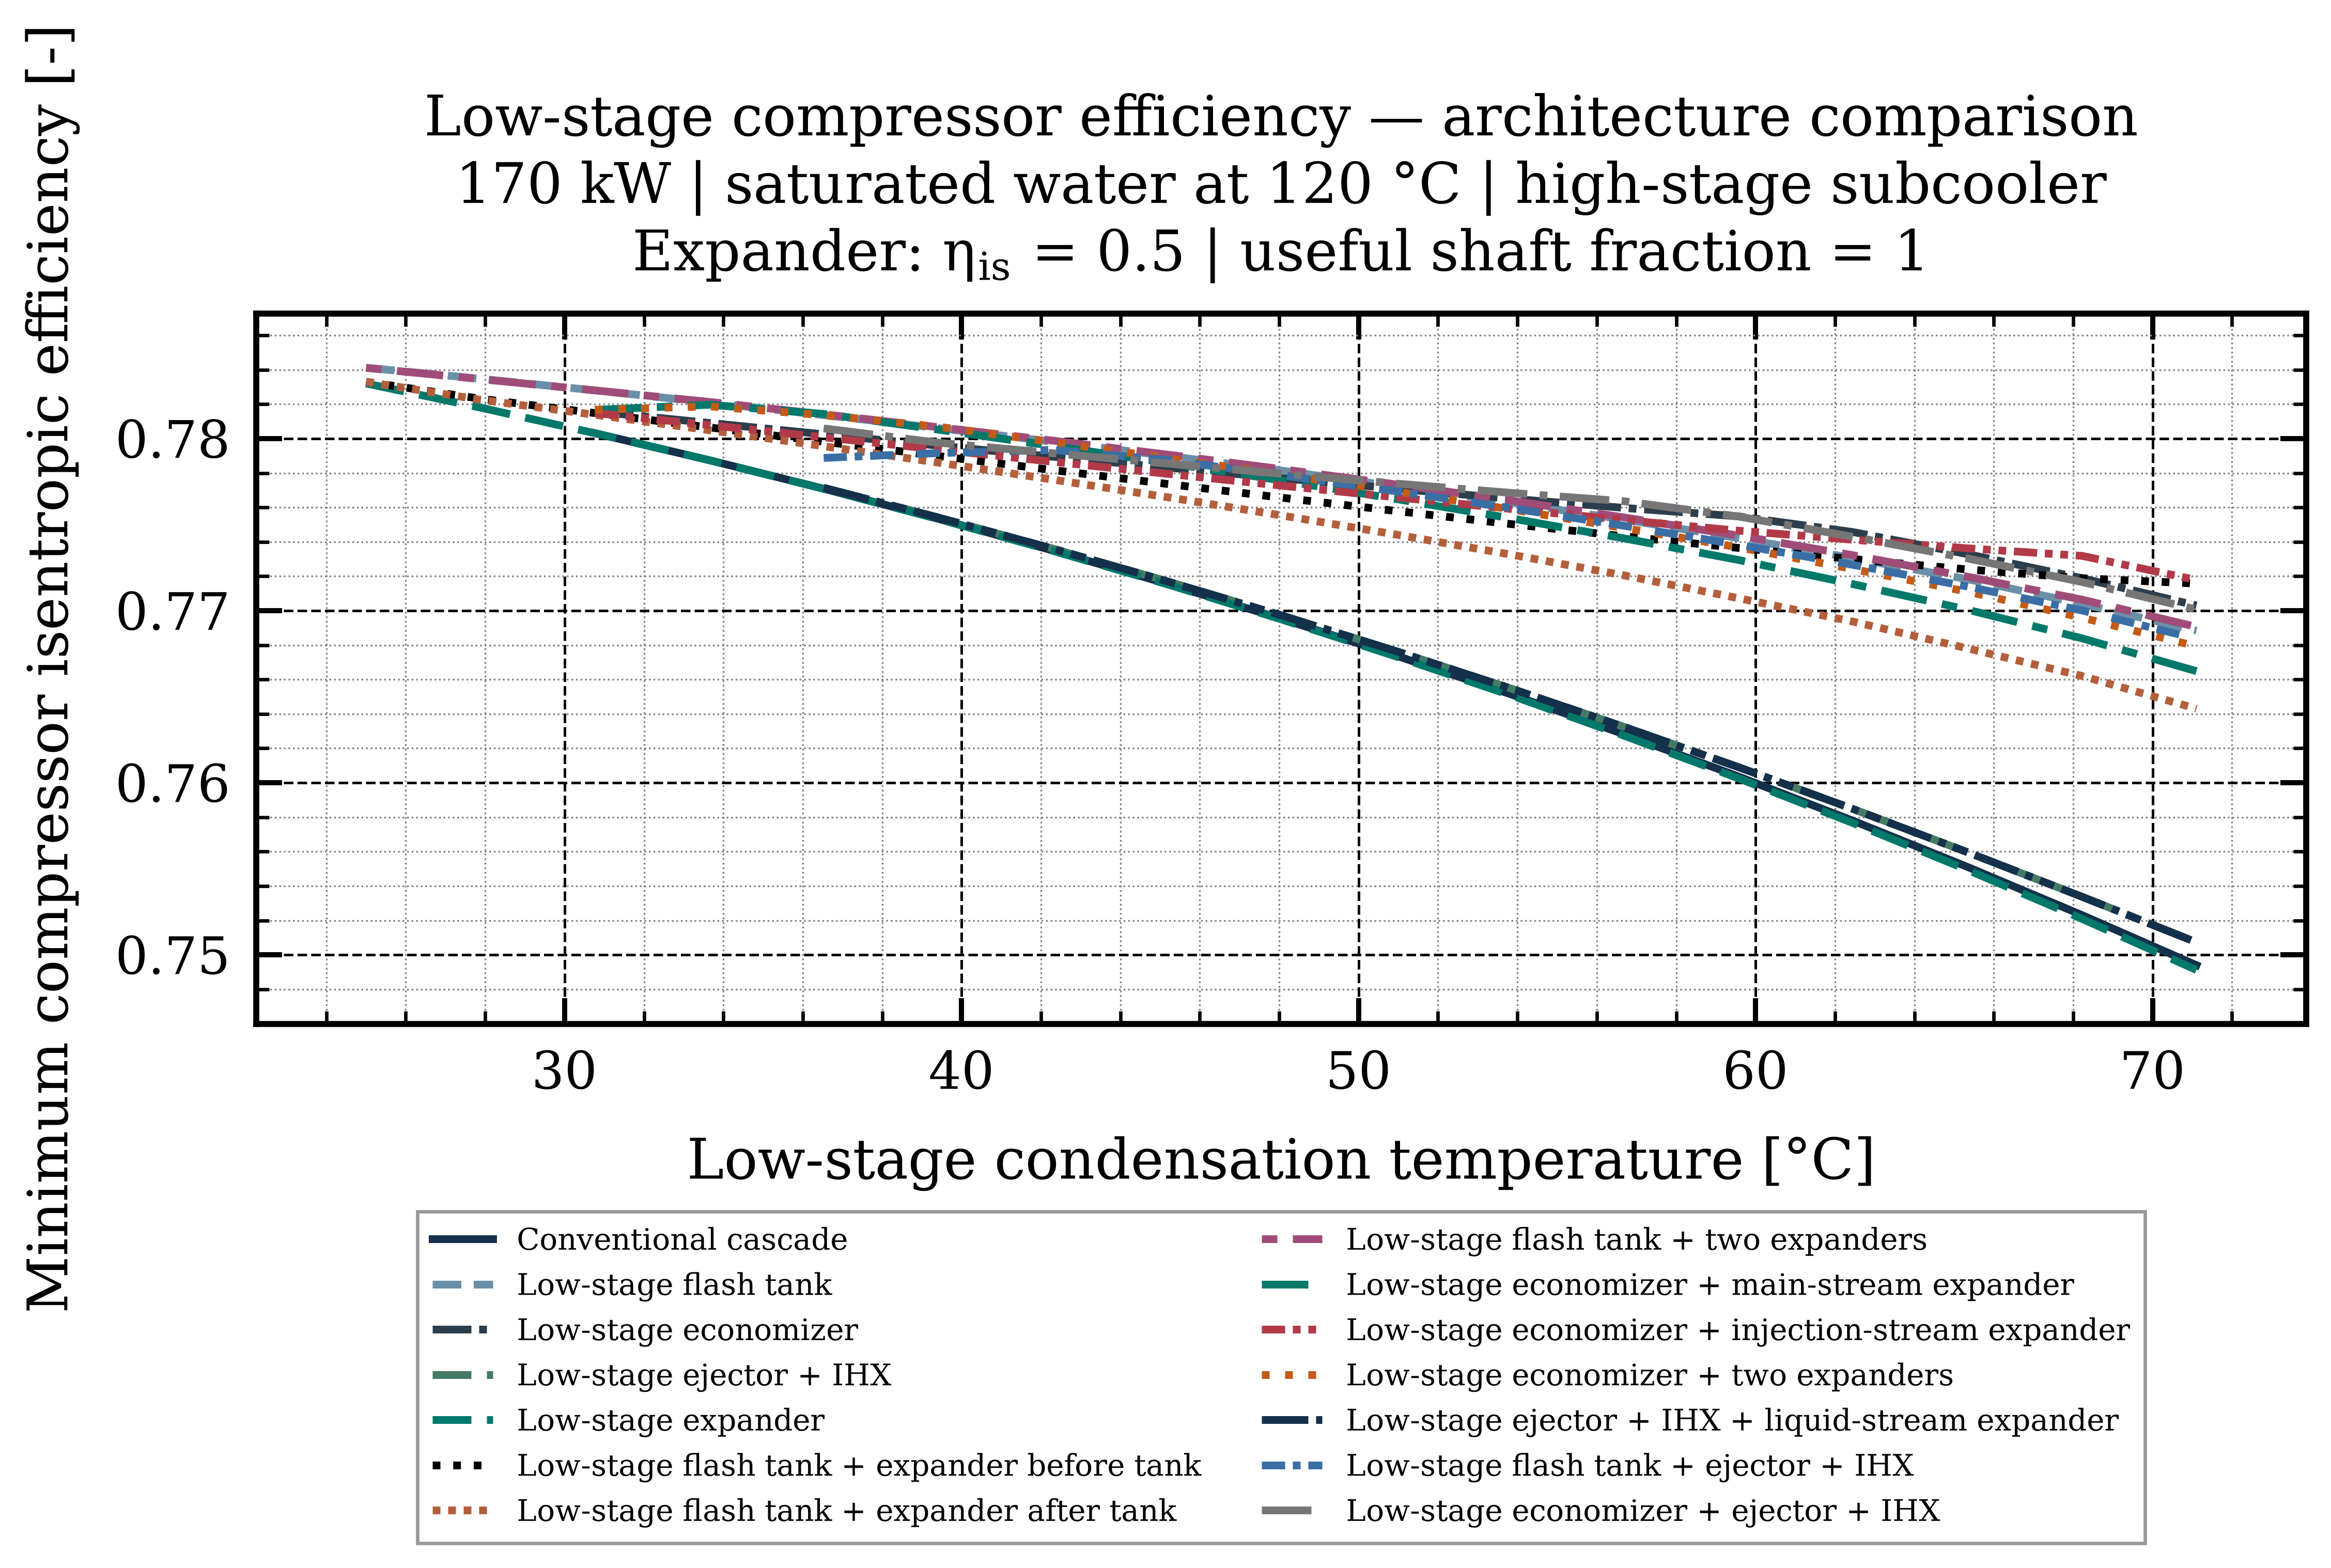 Low-stage compressor efficiency — architecture comparison
170 kW | saturated water at 120 °C | high-stage subcooler
Expander: ηis = 0.5 | useful shaft fraction = 1
Minimum compressor isentropic efficiency [-]
0.78
0.77
0.76
0.75
30 40 50 60 70
Low-stage condensation temperature [°C]
Conventional cascade
Low-stage flash tank
Low-stage economizer
Low-stage ejector + IHX
Low-stage expander
Low-stage flash tank + expander before tank
Low-stage flash tank + expander after tank
Low-stage flash tank + two expanders
Low-stage economizer + main-stream expander
Low-stage economizer + injection-stream expander
Low-stage economizer + two expanders
Low-stage ejector + IHX + liquid-stream expander
Low-stage flash tank + ejector + IHX
Low-stage economizer + ejector + IHX